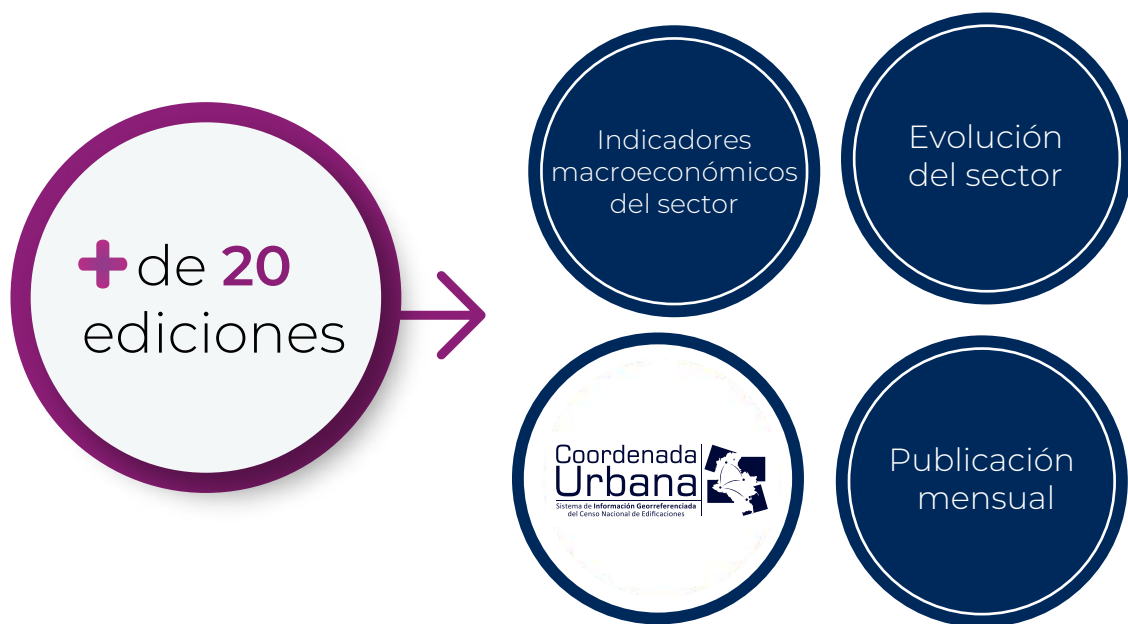 + de 20
ediciones
Indicadores
macroeconómicos
del sector
Evolución
del sector
Coordenada
Urbana
Sistema de Información Georreferenciada
del Censo Nacional de Edificaciones
Publicación
mensual